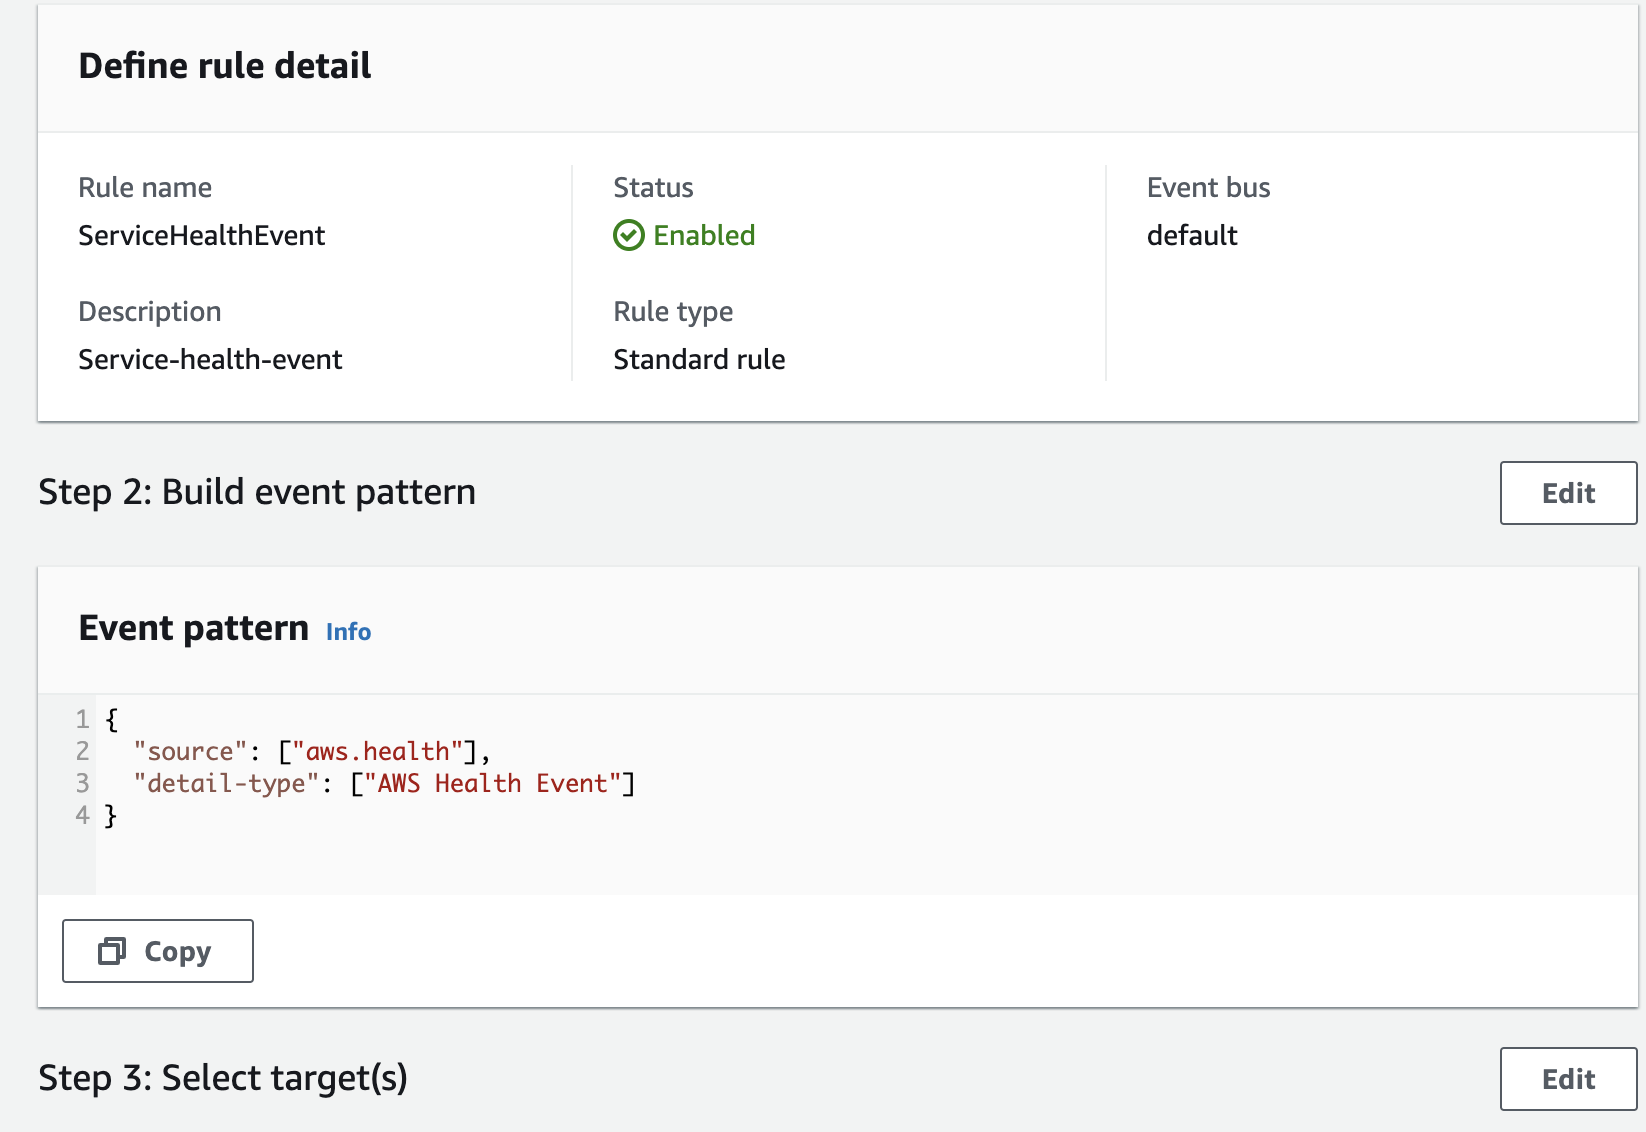 Define rule detail
Rule name
ServiceHealthEvent
Status
Enabled
Event bus
default
Description
Service-health-event
Rule type
Standard rule
Step 2: Build event pattern
Edit
Event pattern Info
1 {
2   "source": ["aws.health"],
3   "detail-type": ["AWS Health Event"]
4 }
Copy
Step 3: Select target(s)
Edit